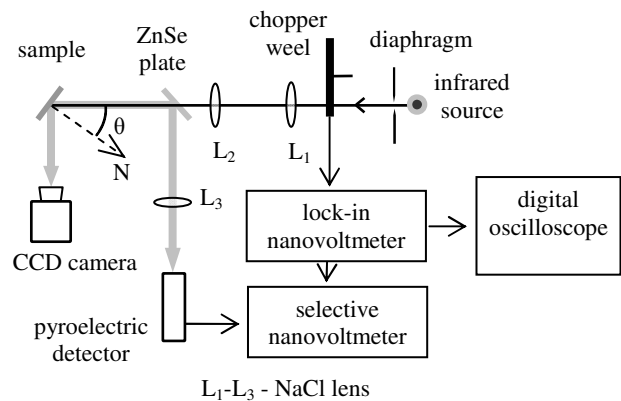 sample
ZnSe
plate
chopper
weel
diaphragm
infrared
source
θ
N
L2
L1
L3
CCD camera
lock-in
nanovoltmeter
digital
oscilloscope
pyroelectric
detector
selective
nanovoltmeter
L1-L3 - NaCl lens